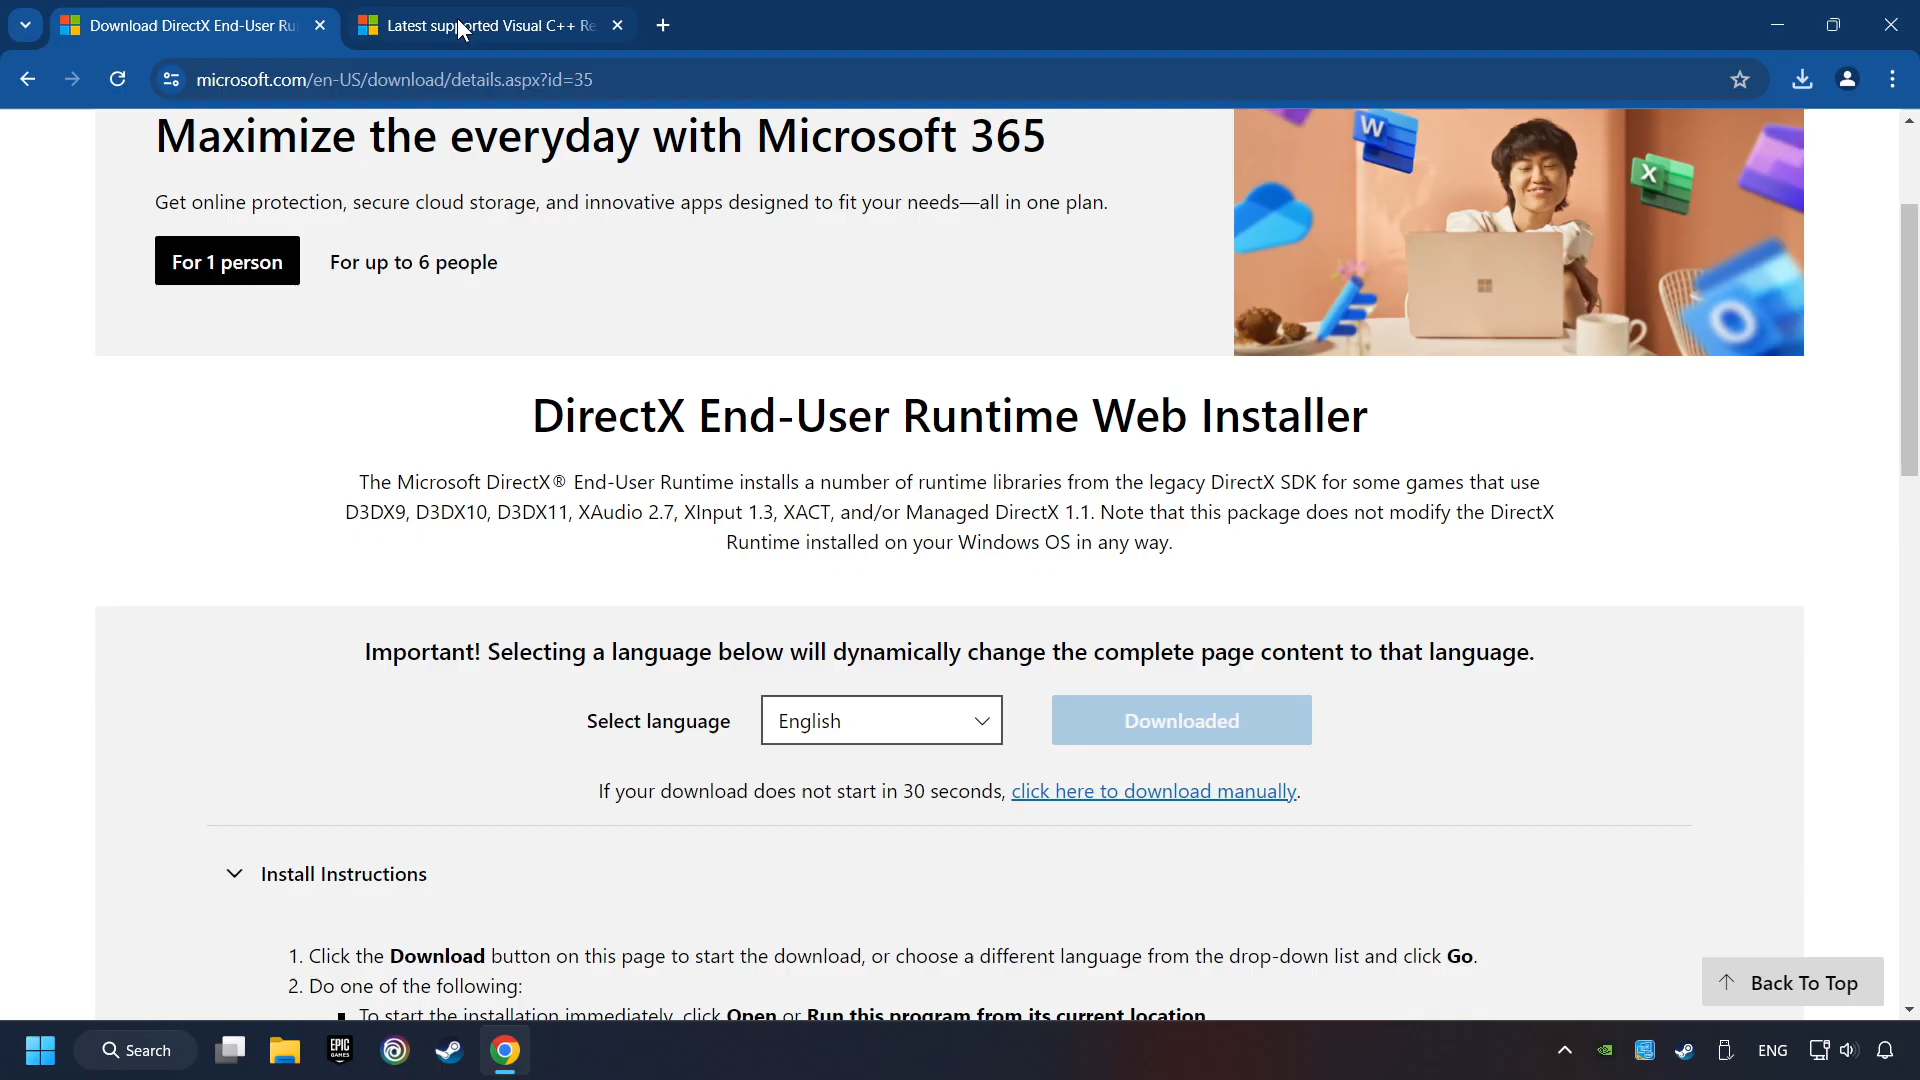 Download DirectX End-User Ru
Latest supported Visual C++ Re
microsoft.com/en-US/download/details.aspx?id=35
Maximize the everyday with Microsoft 365
Get online protection, secure cloud storage, and innovative apps designed to fit your needs—all in one plan.
For 1 person
For up to 6 people
W
X
DirectX End-User Runtime Web Installer
The Microsoft DirectX® End-User Runtime installs a number of runtime libraries from the legacy DirectX SDK for some games that use
D3DX9, D3DX10, D3DX11, XAudio 2.7, XInput 1.3, XACT, and/or Managed DirectX 1.1. Note that this package does not modify the DirectX
Runtime installed on your Windows OS in any way.
Important! Selecting a language below will dynamically change the complete page content to that language.
Select language
English
Downloaded
If your download does not start in 30 seconds, click here to download manually.
Install Instructions
1. Click the Download button on this page to start the download, or choose a different language from the drop-down list and click Go.
2. Do one of the following:
To start the installation immediately, click Open or Run this program from its current location
Back To Top
Search
EPIC GAMES
ENG